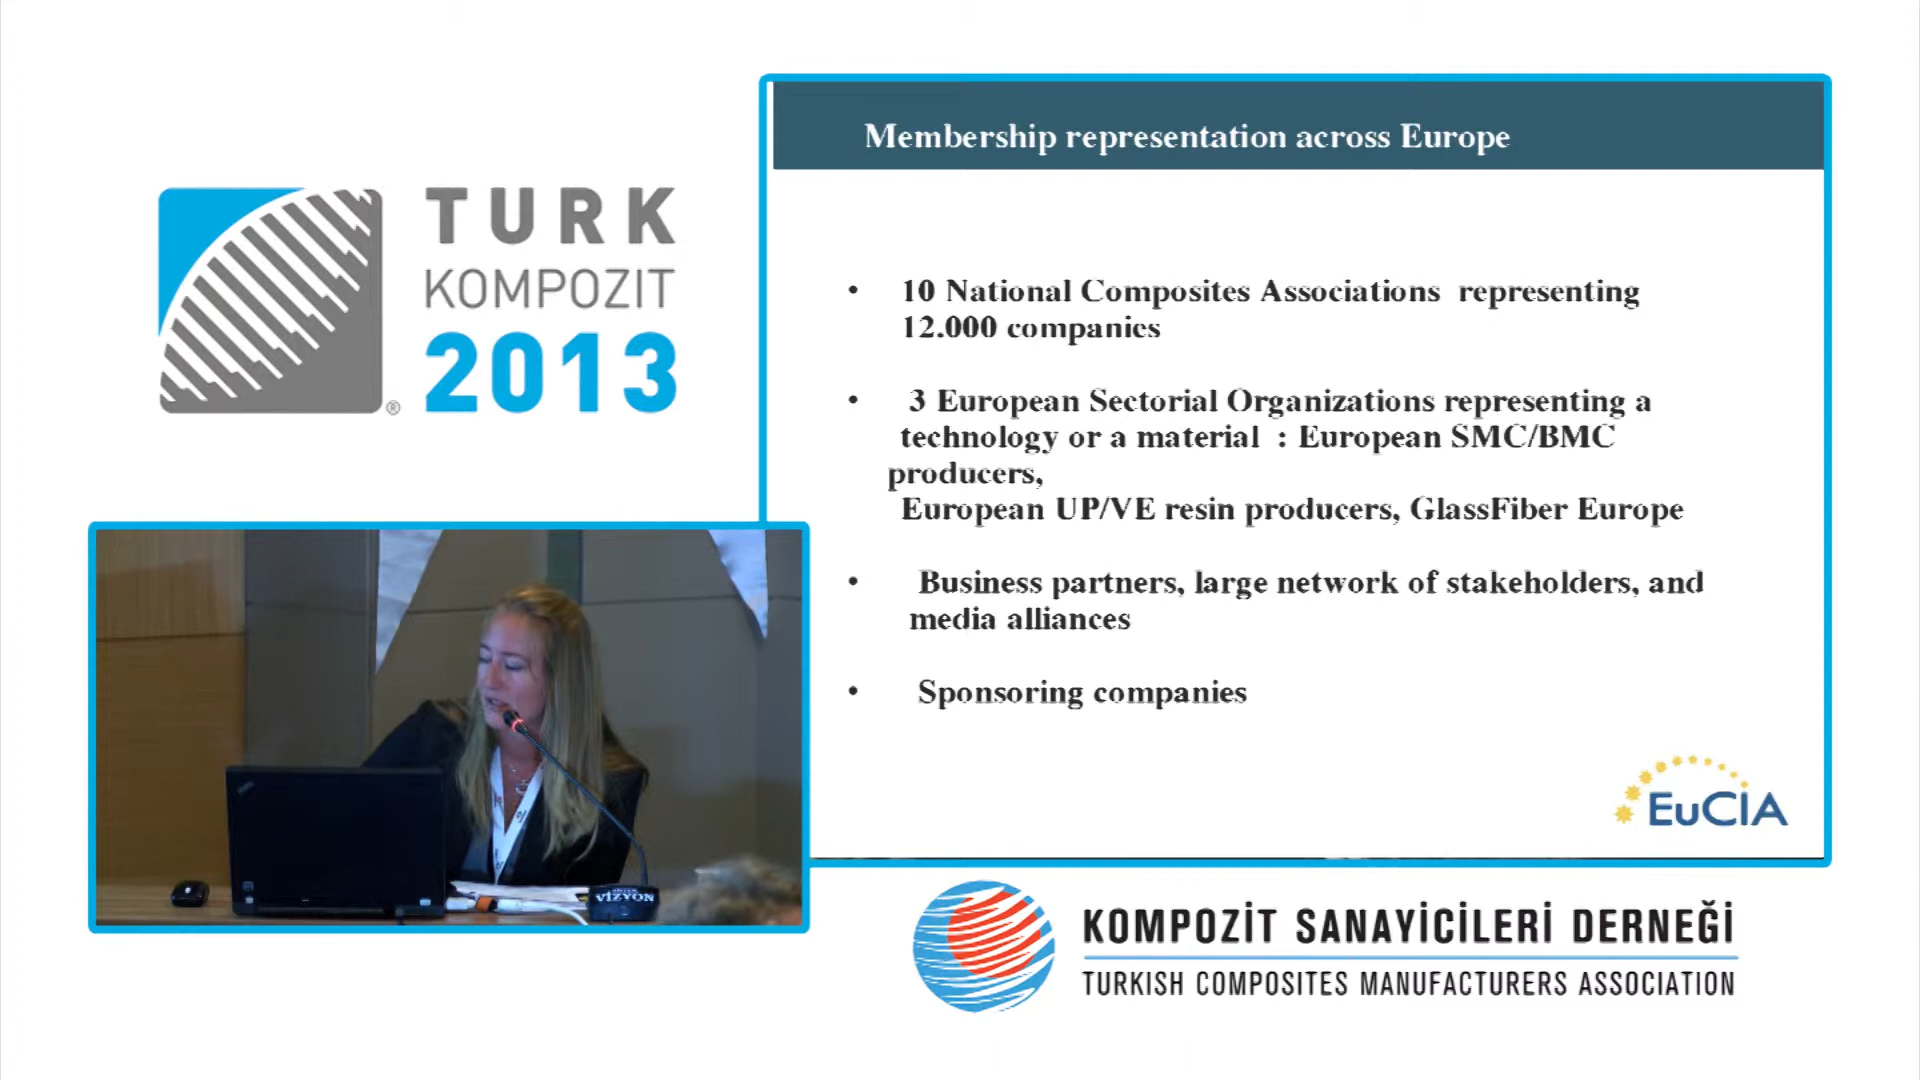 TURK
KOMPOZIT
2013
®
Membership representation across Europe
• 10 National Composites Associations representing
12.000 companies
• 3 European Sectorial Organizations representing a
technology or a material : European SMC/BMC
producers,
European UP/VE resin producers, GlassFiber Europe
• Business partners, large network of stakeholders, and
media alliances
• Sponsoring companies
EuCIA
VİZYON
KOMPOZİT SANAYİCİLERİ DERNEĞİ
TURKISH COMPOSITES MANUFACTURERS ASSOCIATION